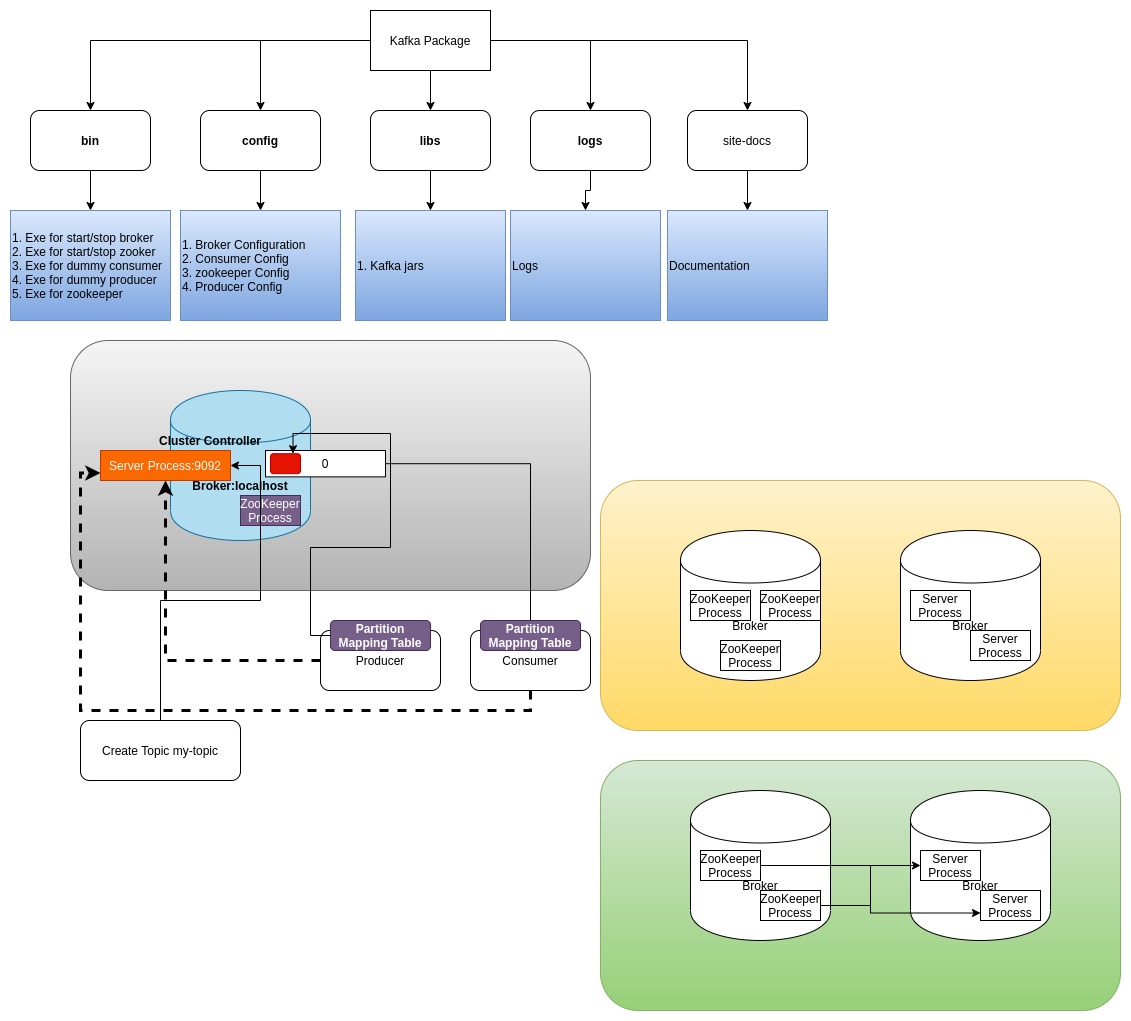 Kafka Package
bin
config
libs
logs
site-docs
1. Exe for start/stop broker
2. Exe for start/stop zooker
3. Exe for dummy consumer
4. Exe for dummy producer
5. Exe for zookeeper
1. Broker Configuration
2. Consumer Config
3. zookeeper Config
4. Producer Config
1. Kafka jars
Logs
Documentation
Cluster Controller
Server Process:9092
0
Broker:localhost
ZooKeeper
Process
Partition
Mapping Table
Producer
Partition
Mapping Table
Consumer
Create Topic my-topic
ZooKeeper
Process
ZooKeeper
Process
Broker
ZooKeeper
Process
Server
Process
Broker
Server
Process
ZooKeeper
Process
Broker
ZooKeeper
Process
Server
Process
Broker
Server
Process